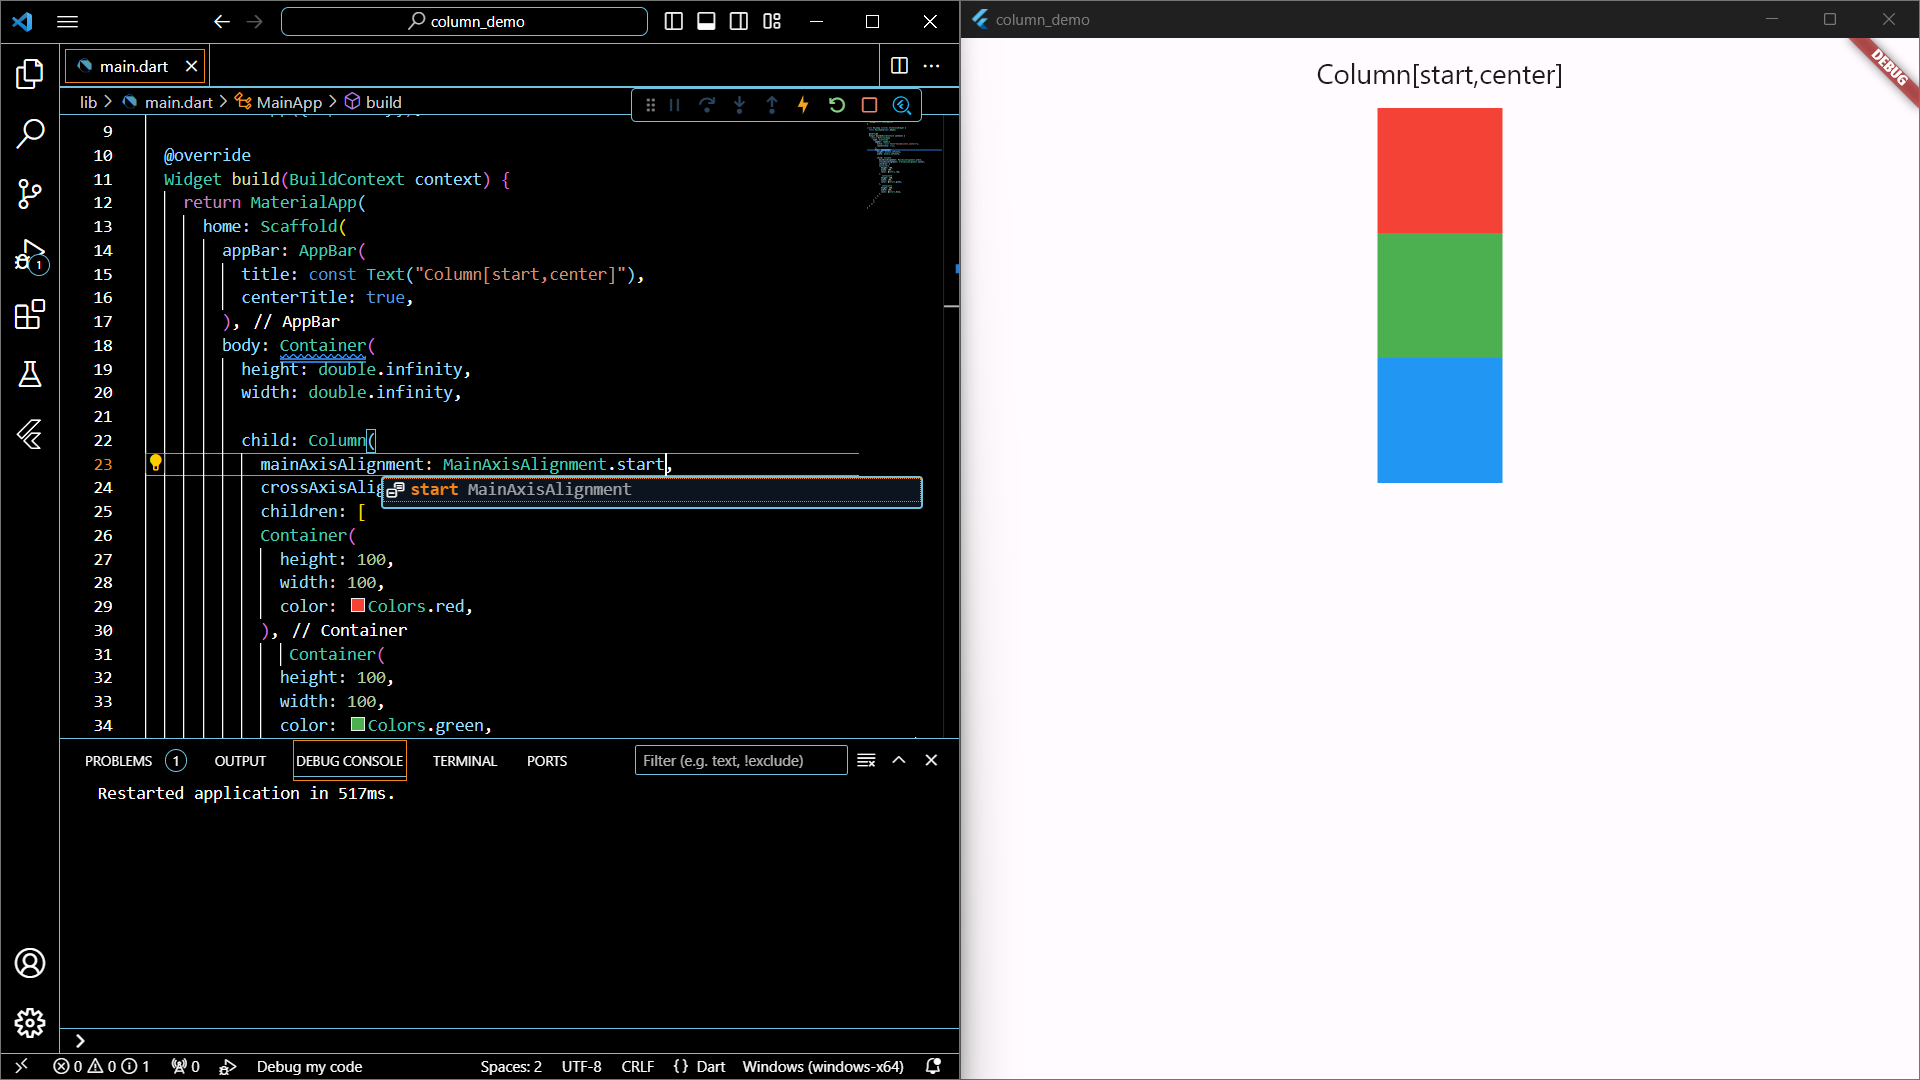 column_demo
main.dart
lib > main.dart > MainApp > build
9
10 @override
11 Widget build(BuildContext context) {
12 return MaterialApp(
13 home: Scaffold(
14 appBar: AppBar(
15 title: const Text("Column[start,center]"),
16 centerTitle: true,
17 ), // AppBar
18 body: Container(
19 height: double.infinity,
20 width: double.infinity,
21
22 child: Column(
23 mainAxisAlignment: MainAxisAlignment.start,
24 crossAxisAlig
start MainAxisAlignment
25 children: [
26 Container(
27 height: 100,
28 width: 100,
29 color: Colors.red,
30 ), // Container
31 Container(
32 height: 100,
33 width: 100,
34 color: Colors.green,
PROBLEMS 1 OUTPUT DEBUG CONSOLE TERMINAL PORTS Filter (e.g. text, !exclude)
Restarted application in 517ms.
1
0 0 1 0 Debug my code Spaces: 2 UTF-8 CRLF {} Dart Windows (windows-x64)
column_demo
Column[start,center]
DEBUG